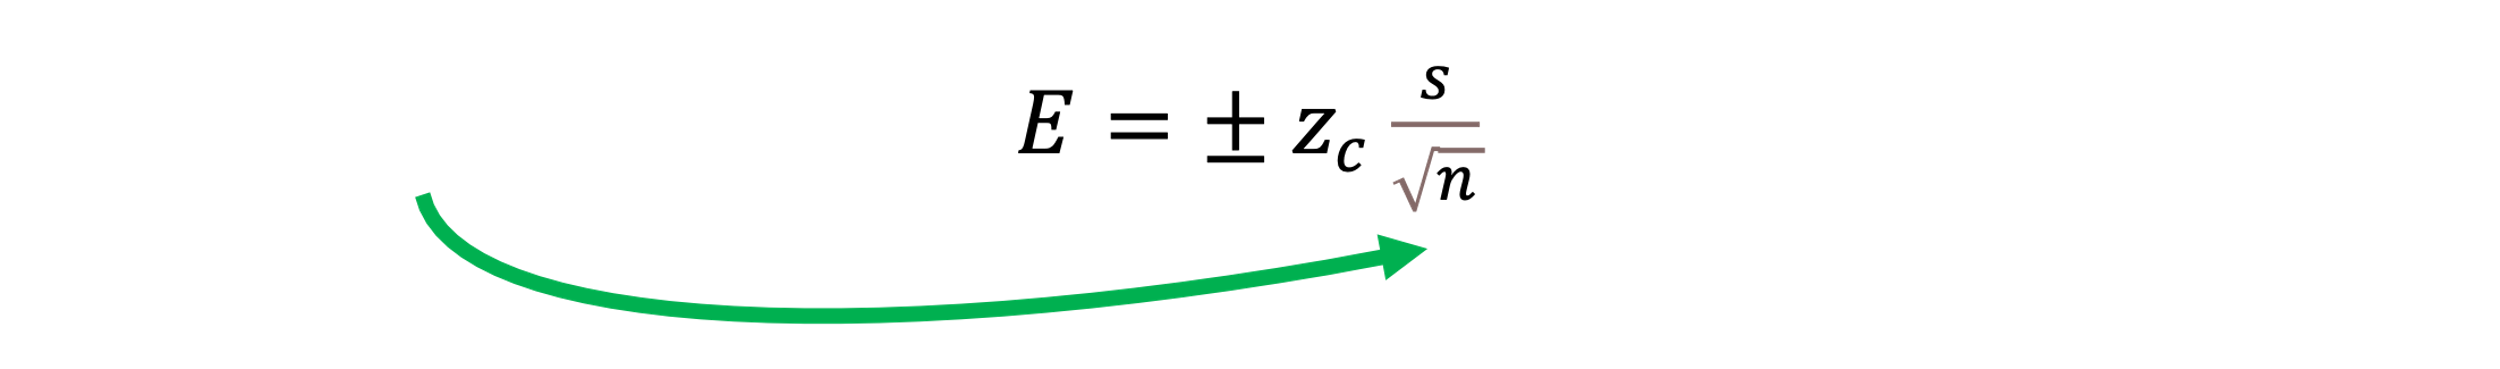 E = ± z_c s/√n